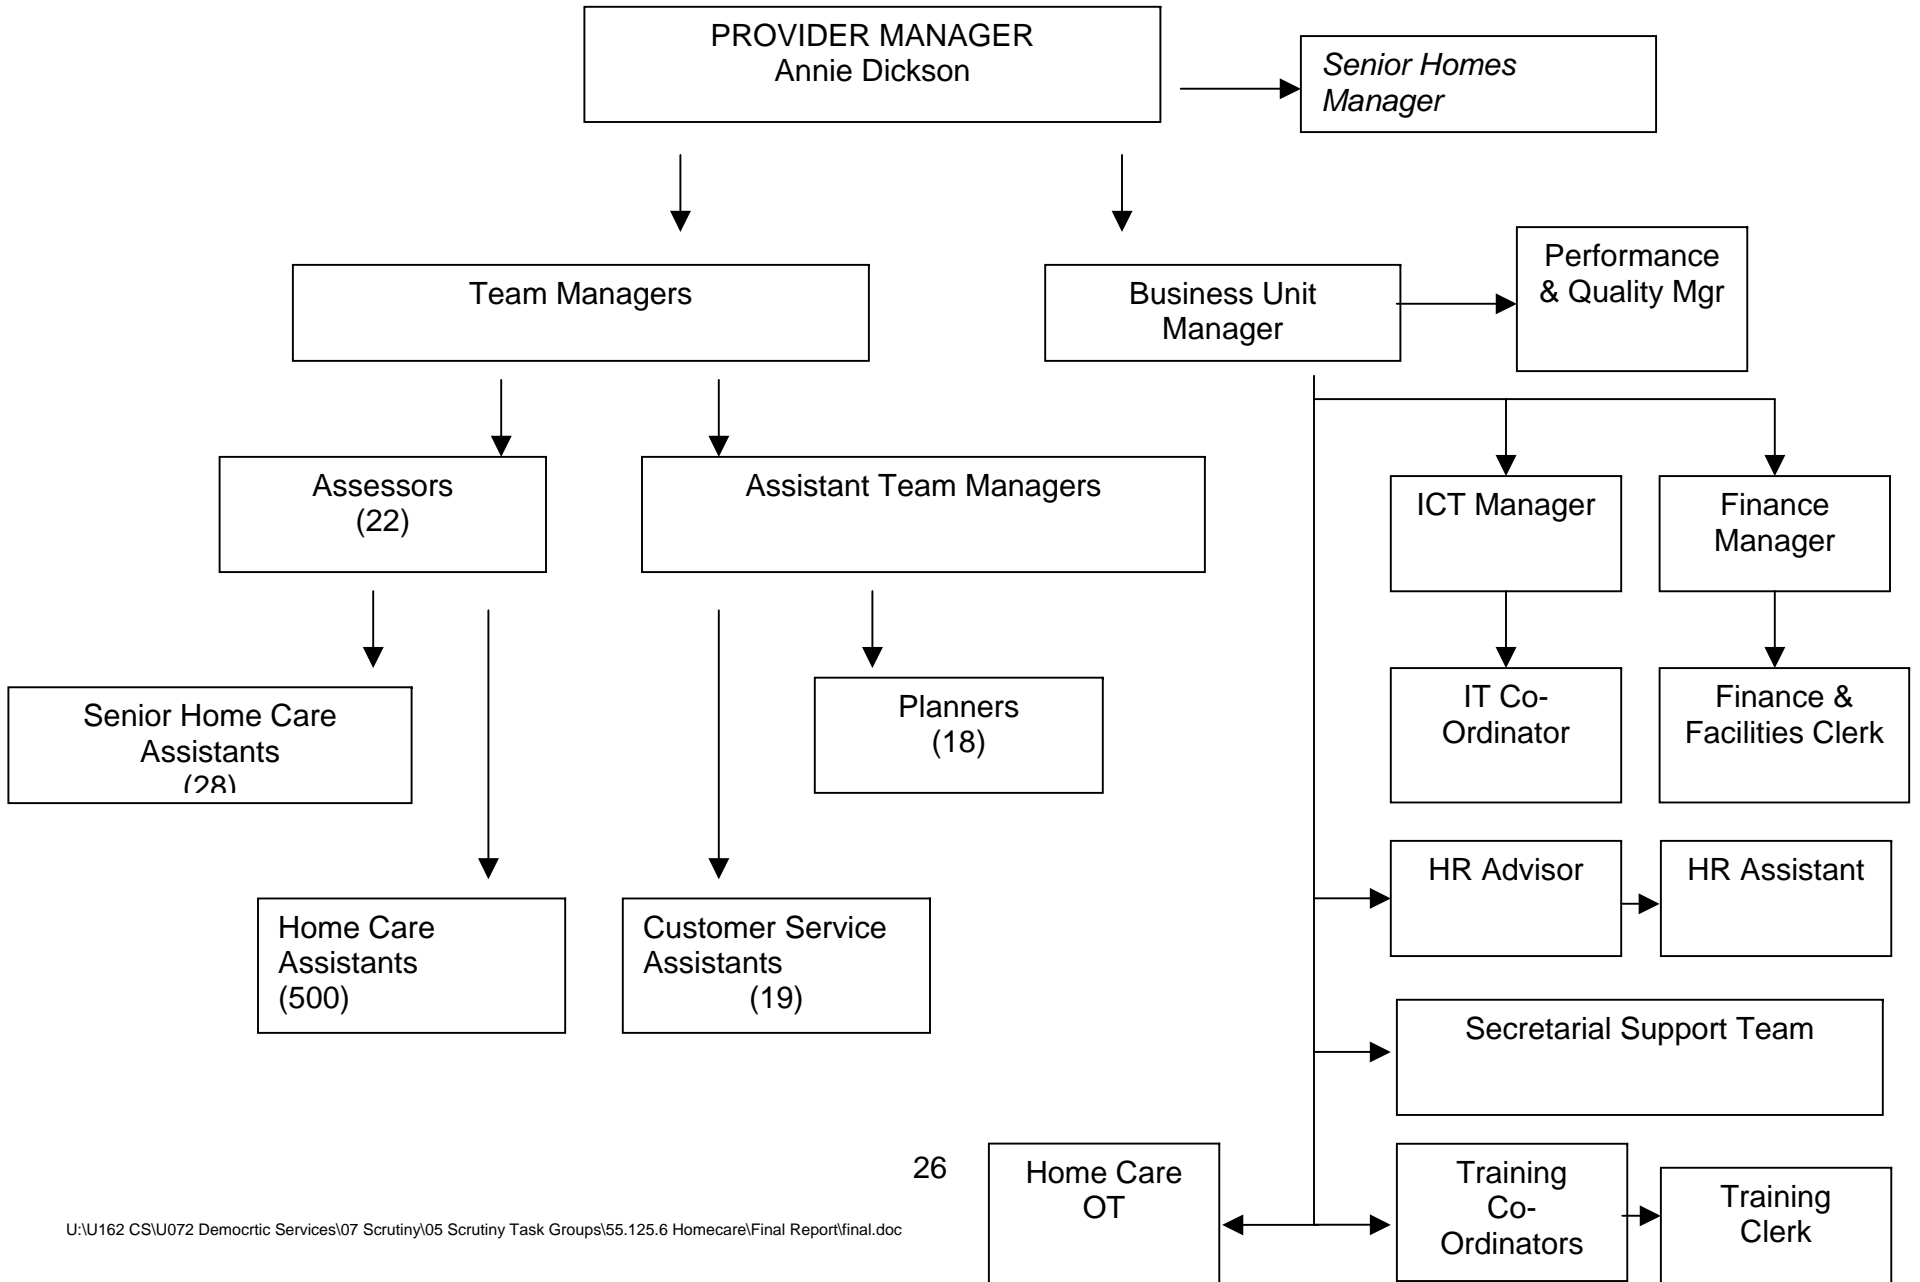 PROVIDER MANAGER
Annie Dickson
Senior Homes
Manager
Team Managers
Business Unit
Manager
Performance
& Quality Mgr
Assessors
(22)
Assistant Team Managers
ICT Manager
Finance
Manager
Senior Home Care
Assistants
(28)
Planners
(18)
IT Co-
Ordinator
Finance &
Facilities Clerk
HR Advisor
HR Assistant
Home Care
Assistants
(500)
Customer Service
Assistants
(19)
Secretarial Support Team
Home Care
OT
Training
Co-
Ordinators
Training
Clerk
26
U:\U162 CS\U072 Democrtic Services\07 Scrutiny\05 Scrutiny Task Groups\55.125.6 Homecare\Final Report\final.doc